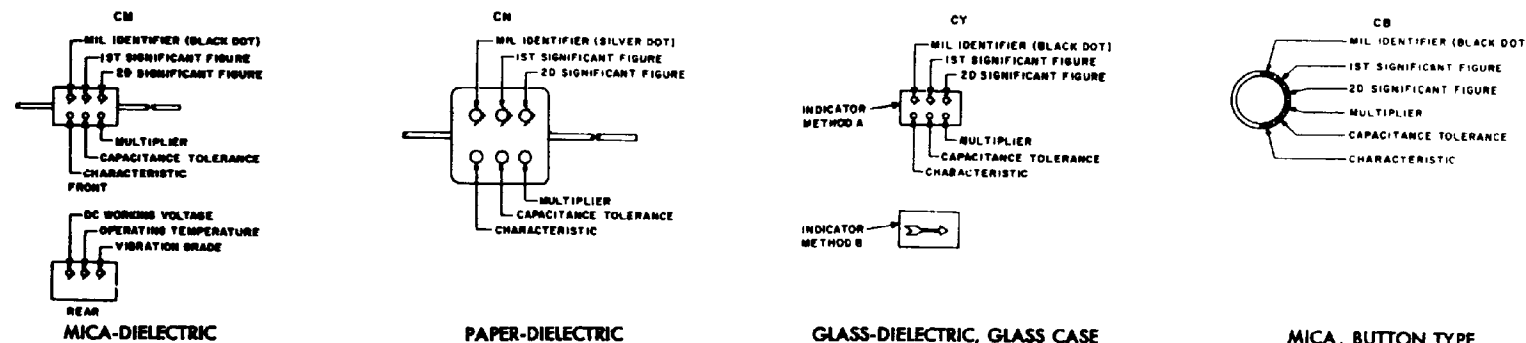 CM
MIL IDENTIFIER (BLACK DOT)
1ST SIGNIFICANT FIGURE
2D SIGNIFICANT FIGURE
MULTIPLIER
CAPACITANCE TOLERANCE
CHARACTERISTIC
FRONT
DC WORKING VOLTAGE
OPERATING TEMPERATURE
VIBRATION GRADE
REAR
MICA-DIELECTRIC
CN
MIL IDENTIFIER (SILVER DOT)
1ST SIGNIFICANT FIGURE
2D SIGNIFICANT FIGURE
MULTIPLIER
CAPACITANCE TOLERANCE
CHARACTERISTIC
PAPER-DIELECTRIC
CY
MIL IDENTIFIER (BLACK DOT)
1ST SIGNIFICANT FIGURE
2D SIGNIFICANT FIGURE
INDICATOR
METHOD A
MULTIPLIER
CAPACITANCE TOLERANCE
CHARACTERISTIC
INDICATOR
METHOD B
GLASS-DIELECTRIC, GLASS CASE
CB
MIL IDENTIFIER (BLACK DOT
1ST SIGNIFICANT FIGURE
2D SIGNIFICANT FIGURE
MULTIPLIER
CAPACITANCE TOLERANCE
CHARACTERISTIC
MICA, BUTTON TYPE